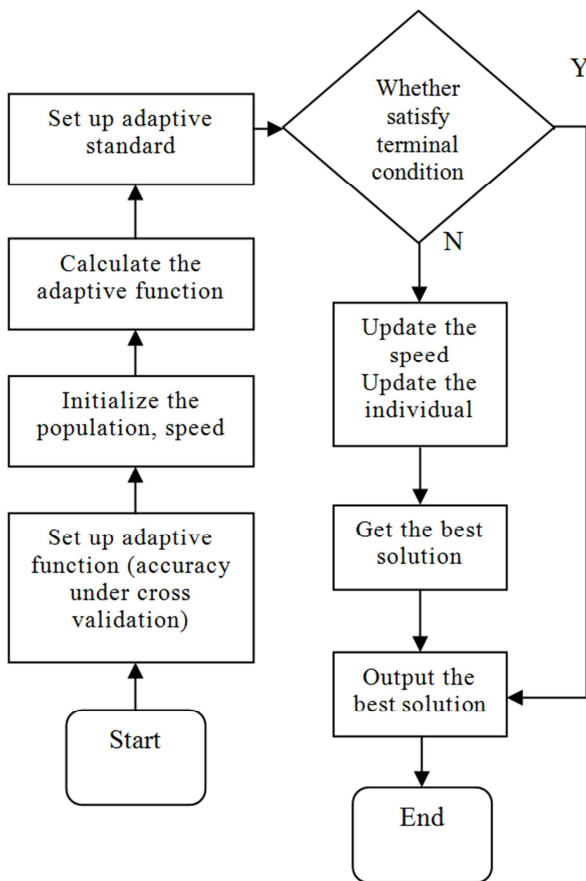 Set up adaptive
standard
Calculate the
adaptive function
Initialize the
population, speed
Set up adaptive
function (accuracy
under cross
validation)
Start
Whether
satisfy
terminal
condition
Y
N
Update the
speed
Update the
individual
Get the best
solution
Output the
best solution
End